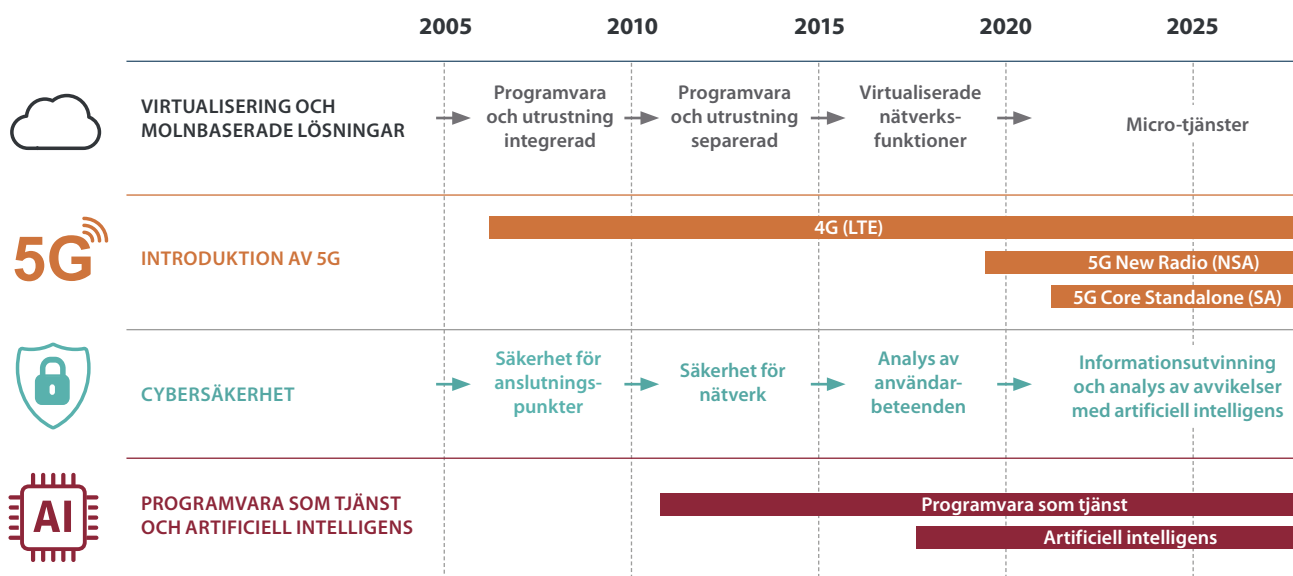 2005 2010 2015 2020 2025
VIRTUALISERING OCH
MOLNBASERADE LÖSNINGAR
Programvara
och utrustning
integrerad
Programvara
och utrustning
separerad
Virtualiserade
nätverks-
funktioner
Micro-tjänster
5G
INTRODUKTION AV 5G
4G (LTE)
5G New Radio (NSA)
5G Core Standalone (SA)
CYBERSÄKERHET
Säkerhet för
anslutnings-
punkter
Säkerhet för
nätverk
Analys av
användar-
beteenden
Informationsutvinning
och analys av avvikelser
med artificiell intelligens
AI
PROGRAMVARA SOM TJÄNST
OCH ARTIFICIELL INTELLIGENS
Programvara som tjänst
Artificiell intelligens